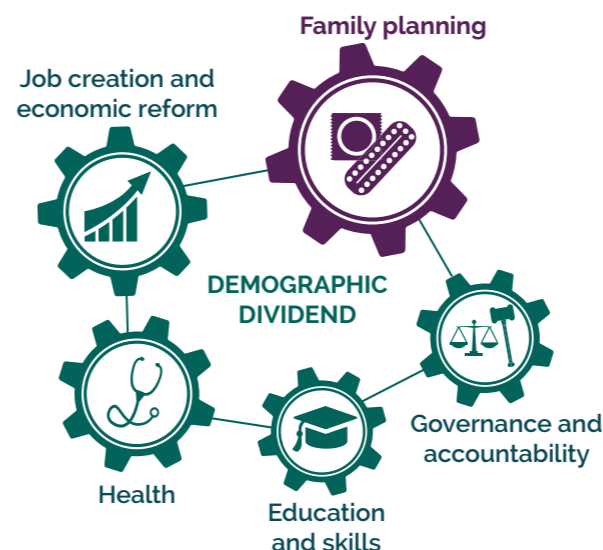 Family planning
Job creation and
economic reform
DEMOGRAPHIC
DIVIDEND
Governance and
accountability
Health
Education
and skills